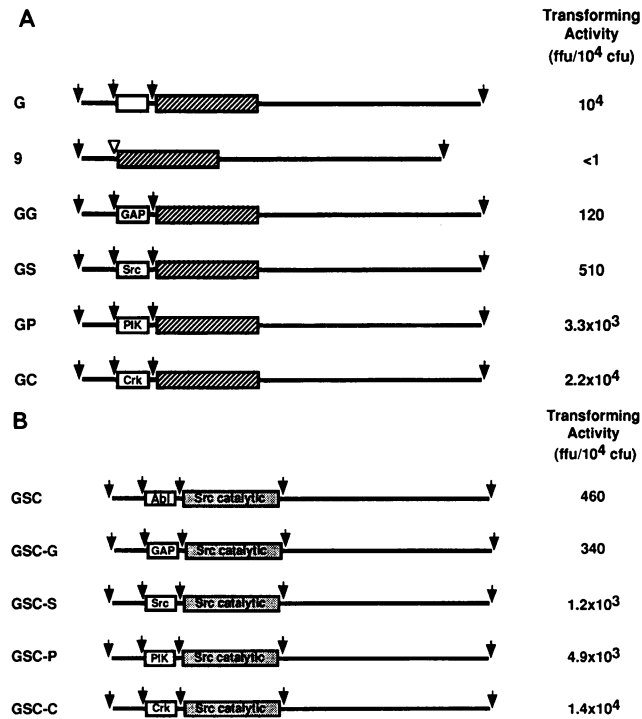 A
Transforming
Activity
(ffu/10⁴ cfu)
G 10⁴
9 <1
GG GAP 120
GS Src 510
GP PIK 3.3x10³
GC Crk 2.2x10⁴
B
Transforming
Activity
(ffu/10⁴ cfu)
GSC Abl Src catalytic 460
GSC-G GAP Src catalytic 340
GSC-S Src Src catalytic 1.2x10³
GSC-P PIK Src catalytic 4.9x10³
GSC-C Crk Src catalytic 1.4x10⁴